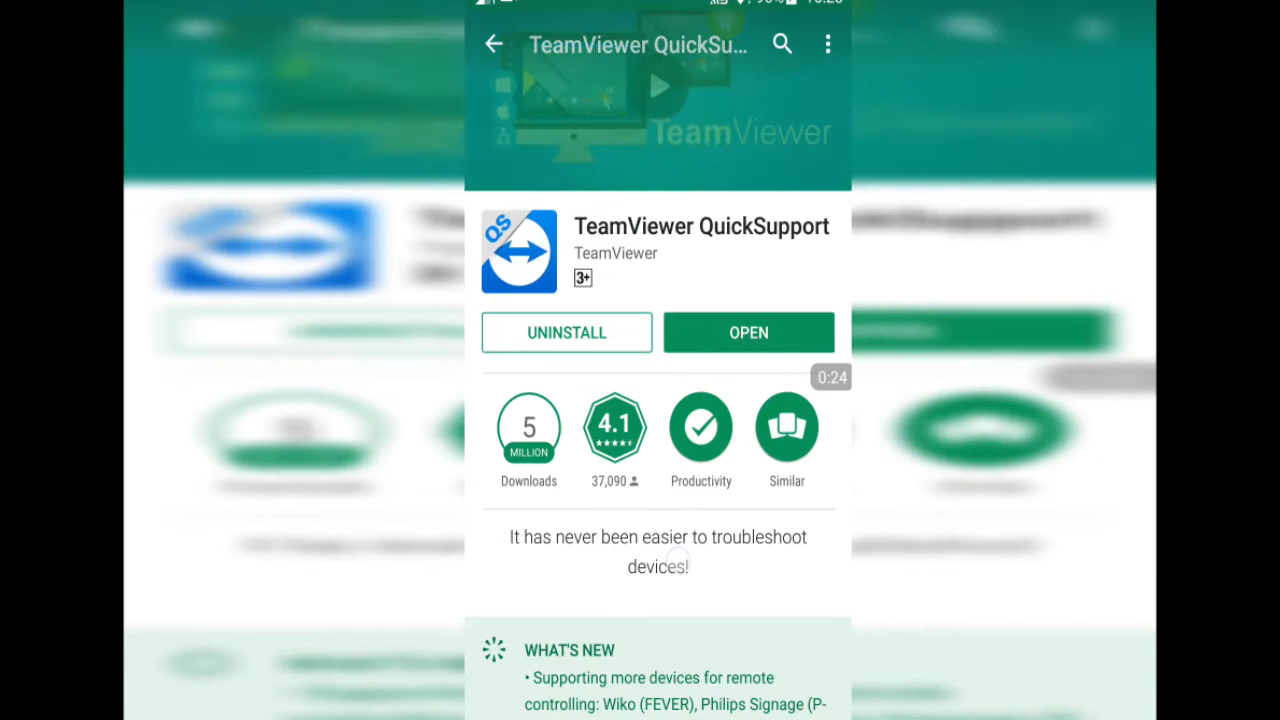 TeamViewer QuickSu...
TeamViewer
QS
TeamViewer QuickSupport
TeamViewer
3+
UNINSTALL
OPEN
0:24
5
MILLION
4.1
Downloads
37,090
Productivity
Similar
It has never been easier to troubleshoot
devices!
WHAT'S NEW
• Supporting more devices for remote
controlling: Wiko (FEVER), Philips Signage (P-